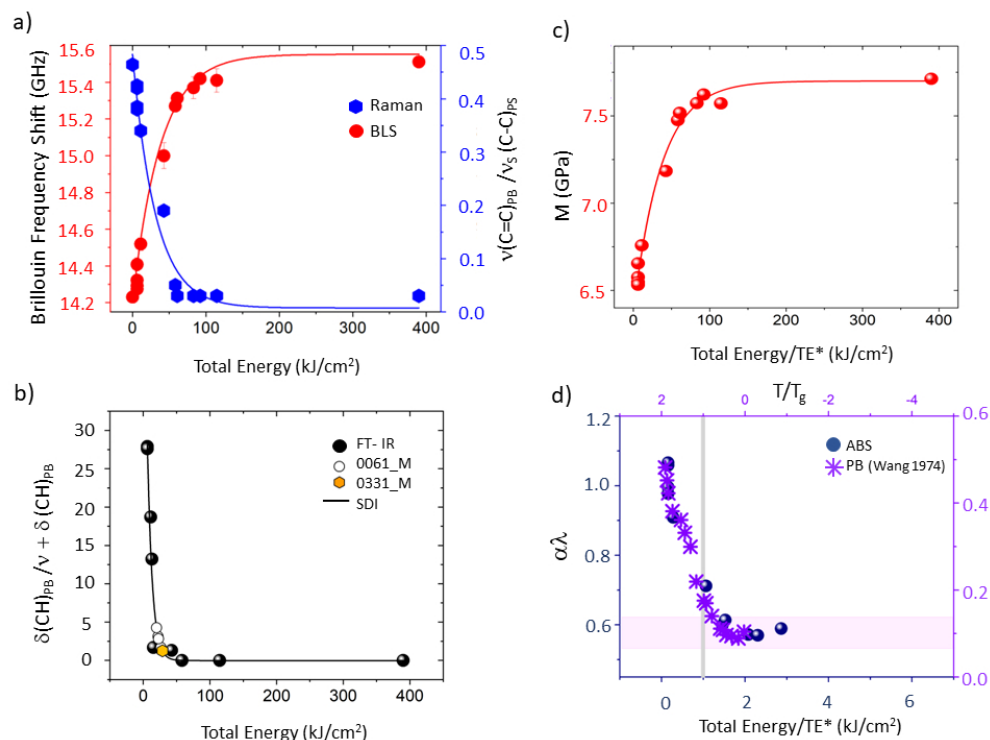 a)
Brillouin Frequency Shift (GHz)
15.6
15.4
15.2
15.0
14.8
14.6
14.4
14.2
0.5
0.4
0.3
0.2
0.1
0.0
ν(C=C)PB /νS (C-C)PS
Raman
BLS
0 100 200 300 400
Total Energy (kJ/cm²)
c)
M (GPa)
7.5
7.0
6.5
0 100 200 300 400
Total Energy/TE* (kJ/cm²)
b)
δ(CH)PB /ν + δ (CH)PB
30
25
20
15
10
5
0
FT- IR
0061_M
0331_M
SDI
0 100 200 300 400
Total Energy (kJ/cm²)
d)
T/Tg
2 1 0 -2 -4
αλ
1.2
1.0
0.8
0.6
0.6
0.4
0.2
0.0
ABS
PB (Wang 1974)
0 2 4 6
Total Energy/TE* (kJ/cm²)